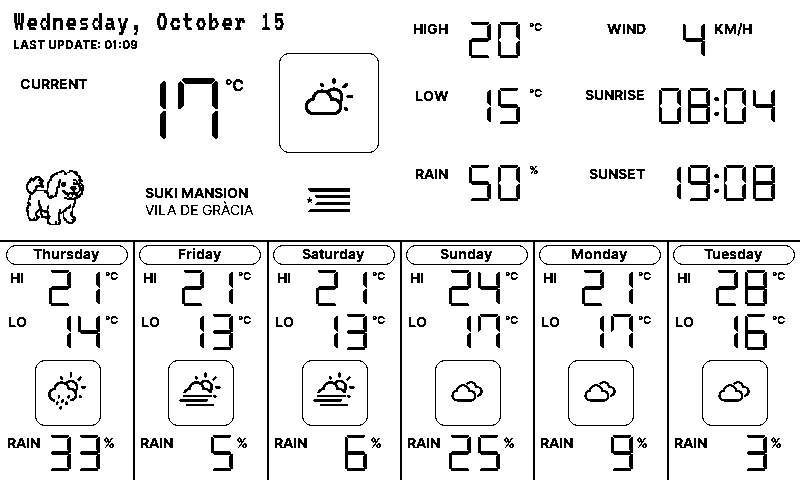 Wednesday, October 15
LAST UPDATE: 01:09
CURRENT 17 °C
SUKI MANSION
VILA DE GRÀCIA
HIGH 20 °C
LOW 15 °C
RAIN 50 %
WIND 4 KM/H
SUNRISE 08:04
SUNSET 19:08
Thursday
HI 21 °C
LO 14 °C
RAIN 33 %
Friday
HI 21 °C
LO 13 °C
RAIN 5 %
Saturday
HI 21 °C
LO 13 °C
RAIN 6 %
Sunday
HI 24 °C
LO 17 °C
RAIN 25 %
Monday
HI 21 °C
LO 17 °C
RAIN 9 %
Tuesday
HI 28 °C
LO 16 °C
RAIN 3 %